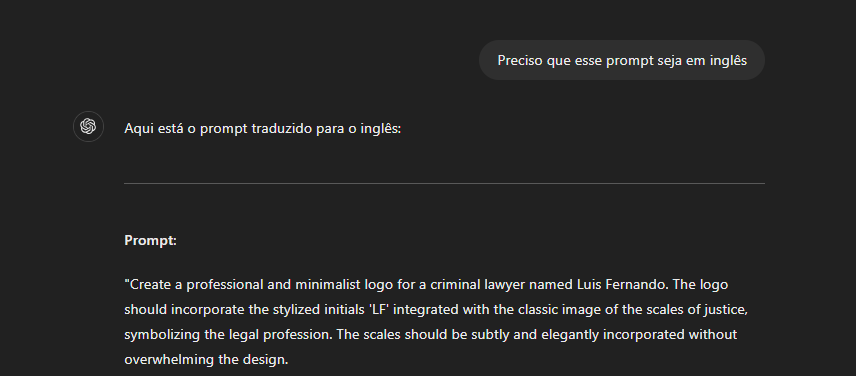 Preciso que esse prompt seja em inglês
Aqui está o prompt traduzido para o inglês:
Prompt:
"Create a professional and minimalist logo for a criminal lawyer named Luis Fernando. The logo
should incorporate the stylized initials 'LF' integrated with the classic image of the scales of justice,
symbolizing the legal profession. The scales should be subtly and elegantly incorporated without
overwhelming the design.